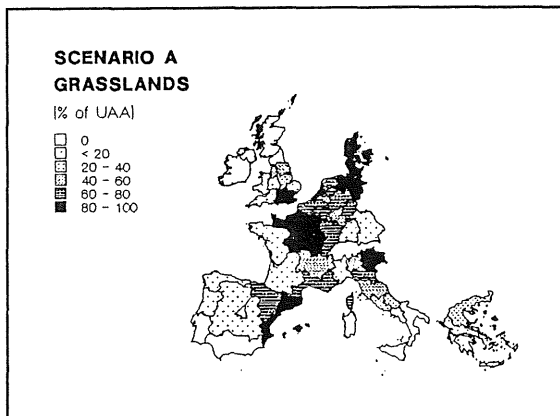 SCENARIO A
GRASSLANDS
(% of UAA)
0
< 20
20 - 40
40 - 60
60 - 80
80 - 100